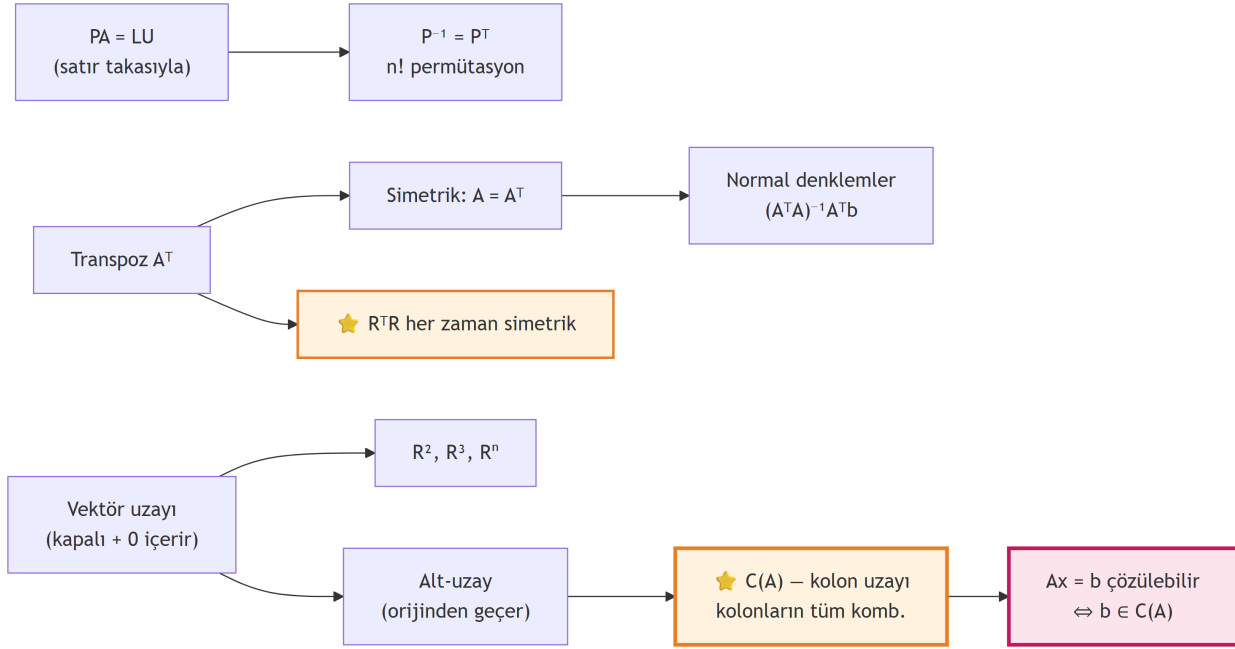 PA = LU
(satır takasıyla)
P⁻¹ = Pᵀ
n! permütasyon
Transpoz Aᵀ
Simetrik: A = Aᵀ
Normal denklemler
(AᵀA)⁻¹Aᵀb
⭐ RᵀR her zaman simetrik
Vektör uzayı
(kapalı + 0 içerir)
R², R³, Rⁿ
Alt-uzay
(orijinden geçer)
⭐ C(A) — kolon uzayı
kolonların tüm komb.
Ax = b çözülebilir
⇔ b ∈ C(A)